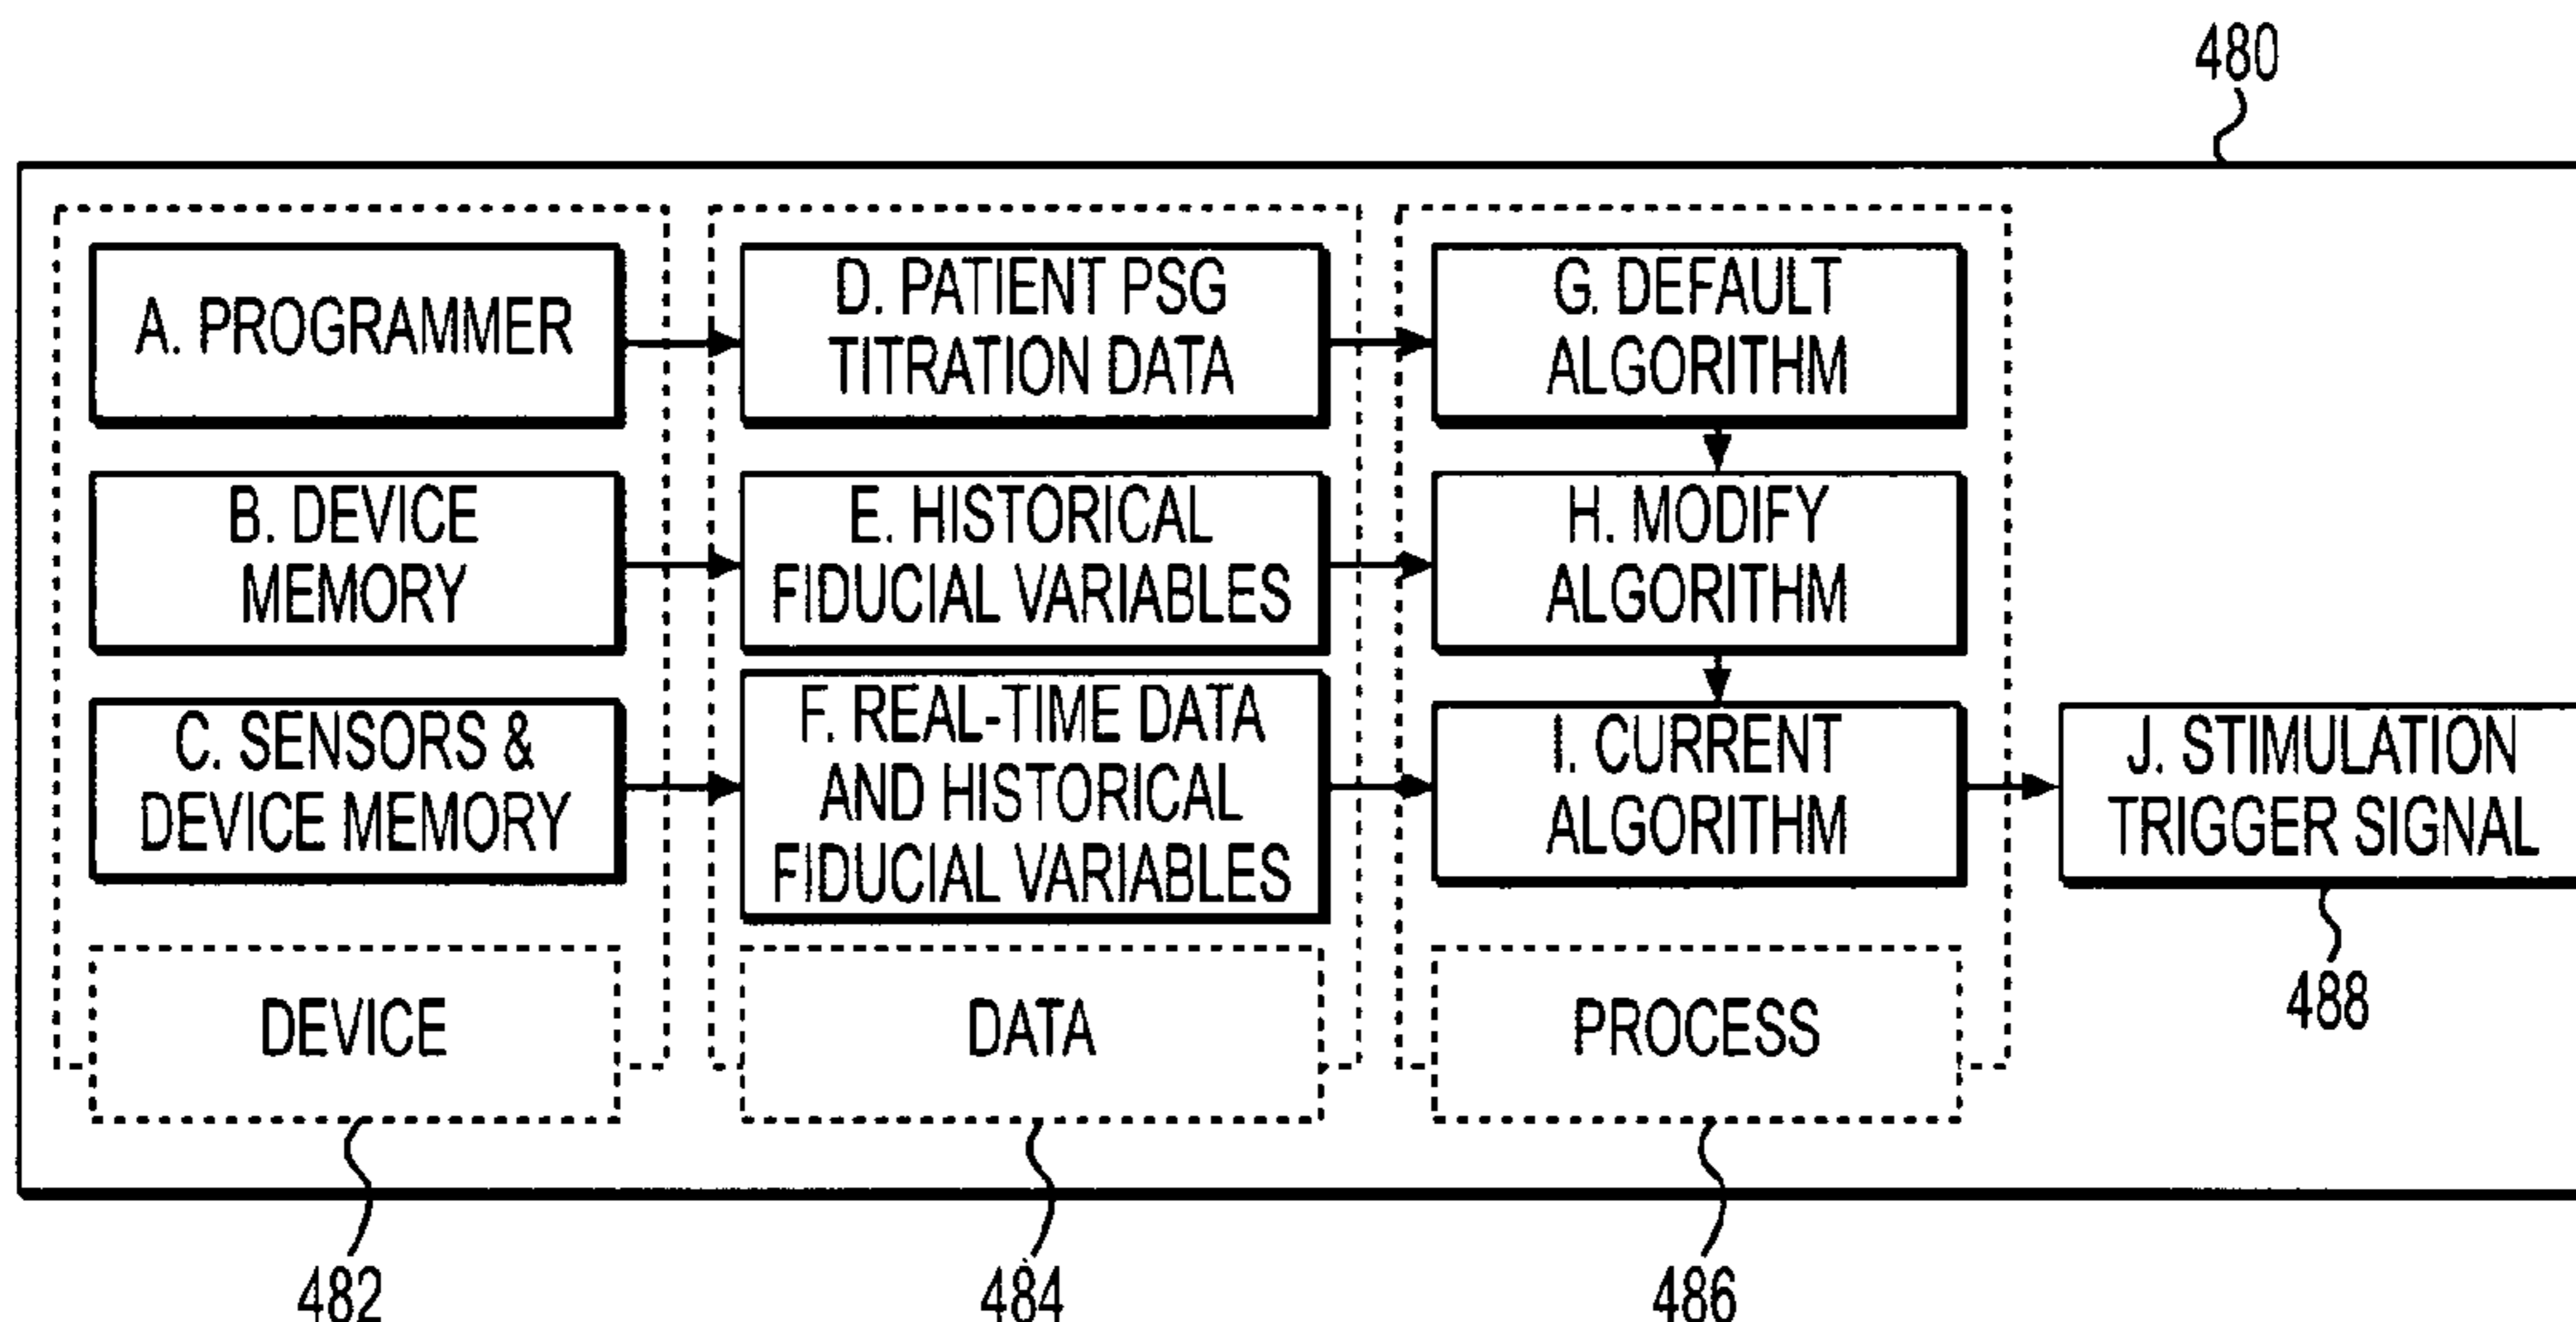 480
A. PROGRAMMER
D. PATIENT PSG
TITRATION DATA
G. DEFAULT
ALGORITHM
B. DEVICE
MEMORY
E. HISTORICAL
FIDUCIAL VARIABLES
H. MODIFY
ALGORITHM
C. SENSORS &
DEVICE MEMORY
F. REAL-TIME DATA
AND HISTORICAL
FIDUCIAL VARIABLES
I. CURRENT
ALGORITHM
J. STIMULATION
TRIGGER SIGNAL
488
DEVICE
DATA
PROCESS
482
484
486